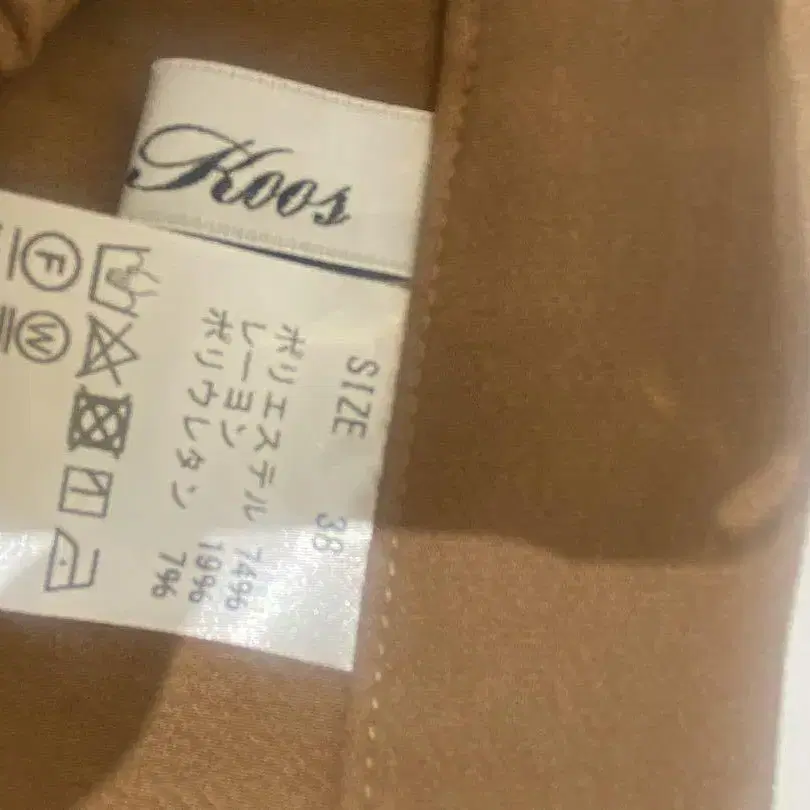 Koos
SIZE 38
ポリエステル 74%
レーヨン 19%
ポリウレタン 7%
F
W